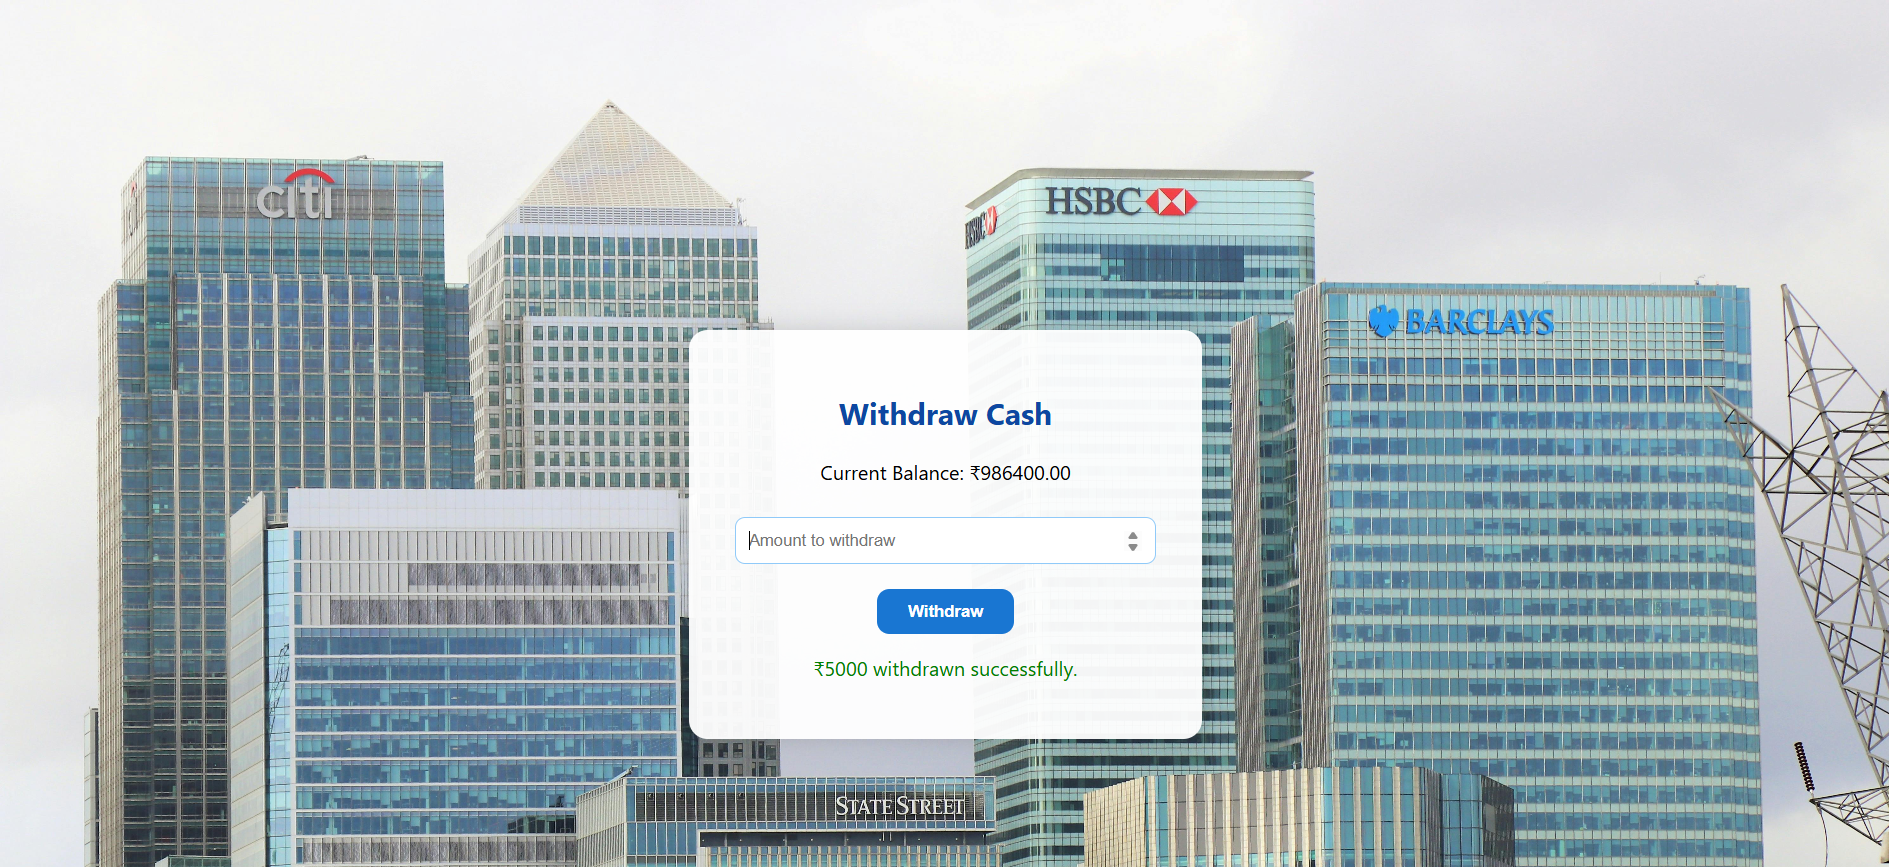 citi
HSBC
HSBC
BARCLAYS
Withdraw Cash
Current Balance: ₹986400.00
Amount to withdraw
Withdraw
₹5000 withdrawn successfully.
STATE STREET